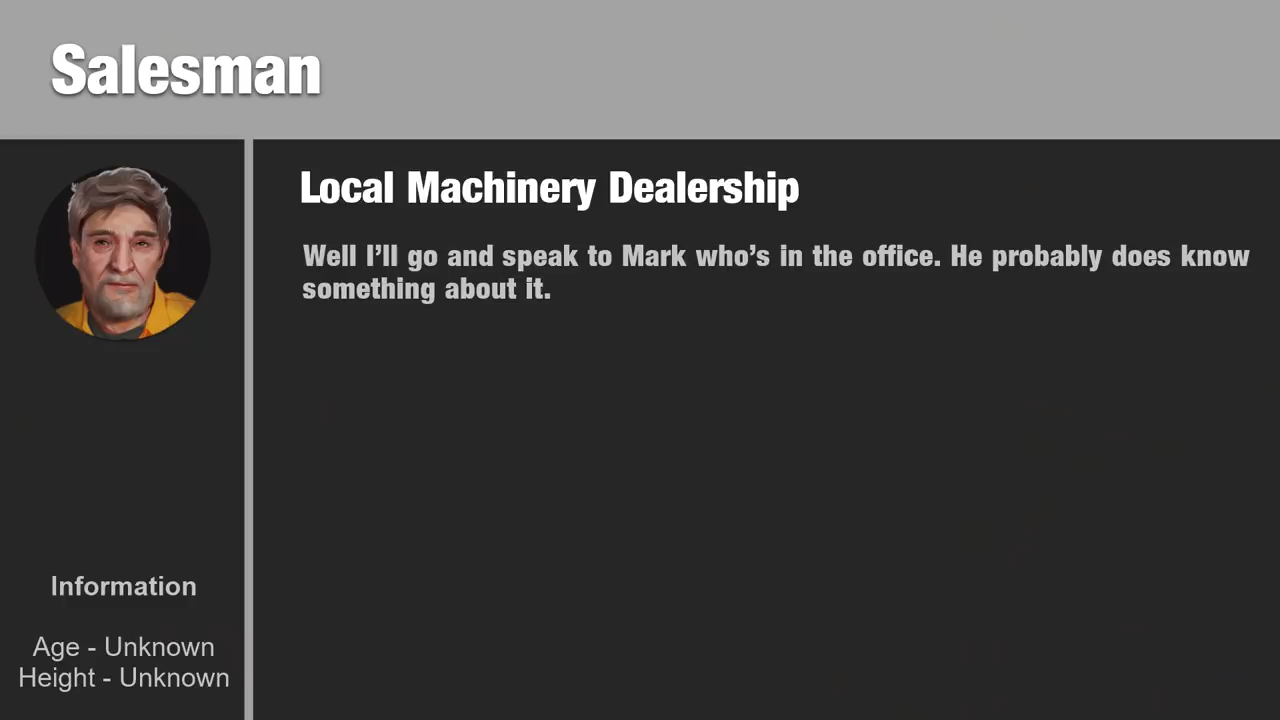 Salesman
Local Machinery Dealership
Well I’ll go and speak to Mark who’s in the office. He probably does know
something about it.
Information
Age - Unknown
Height - Unknown